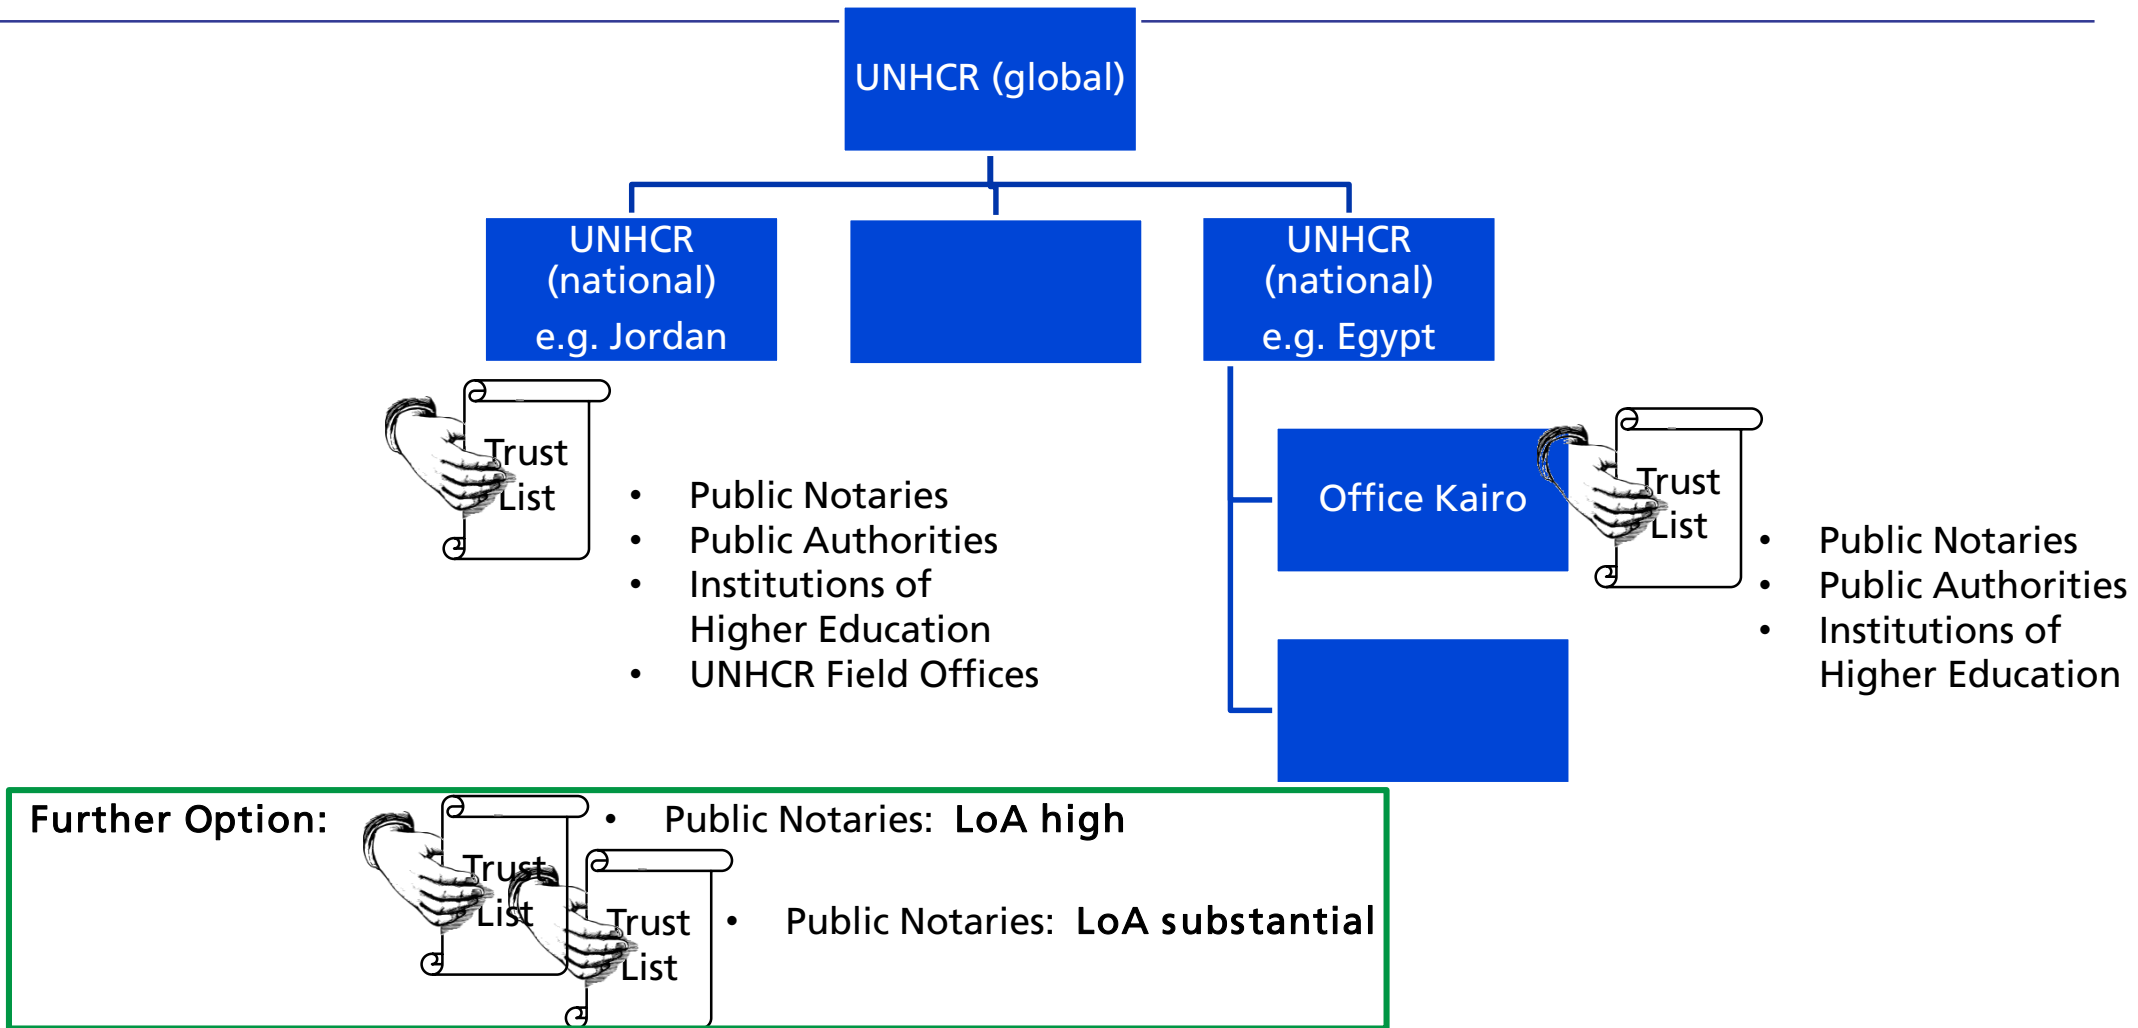 UNHCR (global)
UNHCR
(national)
e.g. Jordan
UNHCR
(national)
e.g. Egypt
Trust
List
• Public Notaries
• Public Authorities
• Institutions of
Higher Education
• UNHCR Field Offices
Office Kairo
Trust
List
• Public Notaries
• Public Authorities
• Institutions of
Higher Education
Further Option:
Trust
List
• Public Notaries: LoA high
Trust
List
• Public Notaries: LoA substantial